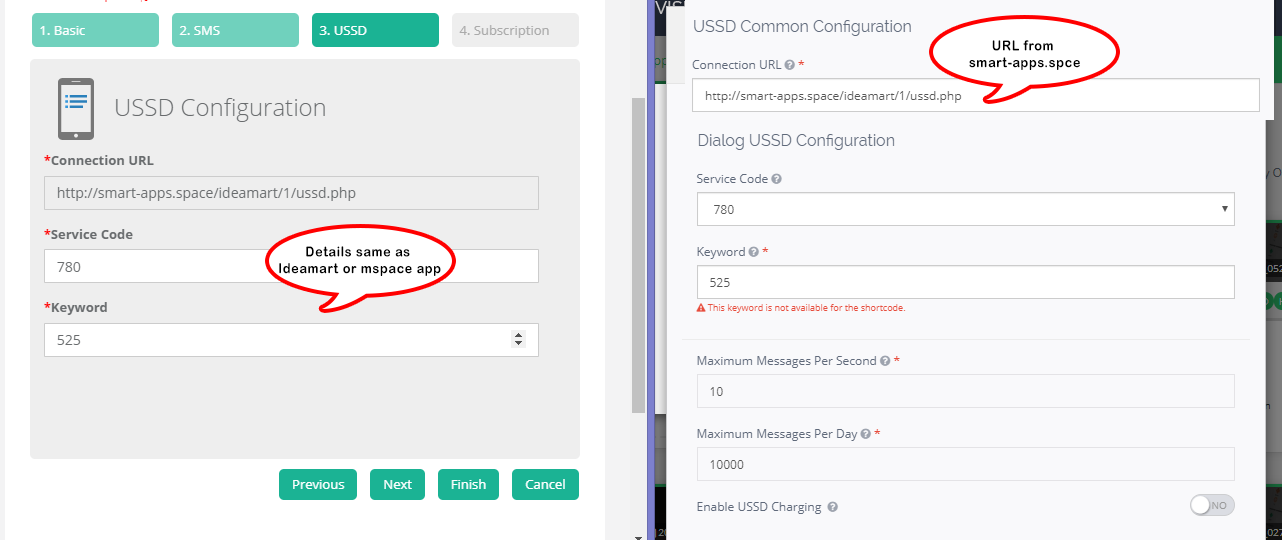 1. Basic
2. SMS
3. USSD
4. Subscription
USSD Configuration
*Connection URL
http://smart-apps.space/ideamart/1/ussd.php
*Service Code
780
Details same as
Ideamart or mspace app
*Keyword
525
Previous
Next
Finish
Cancel
USSD Common Configuration
URL from
smart-apps.spce
Connection URL *
http://smart-apps.space/ideamart/1/ussd.php
Dialog USSD Configuration
Service Code
780
Keyword *
525
This keyword is not available for the shortcode.
Maximum Messages Per Second *
10
Maximum Messages Per Day *
10000
Enable USSD Charging
NO